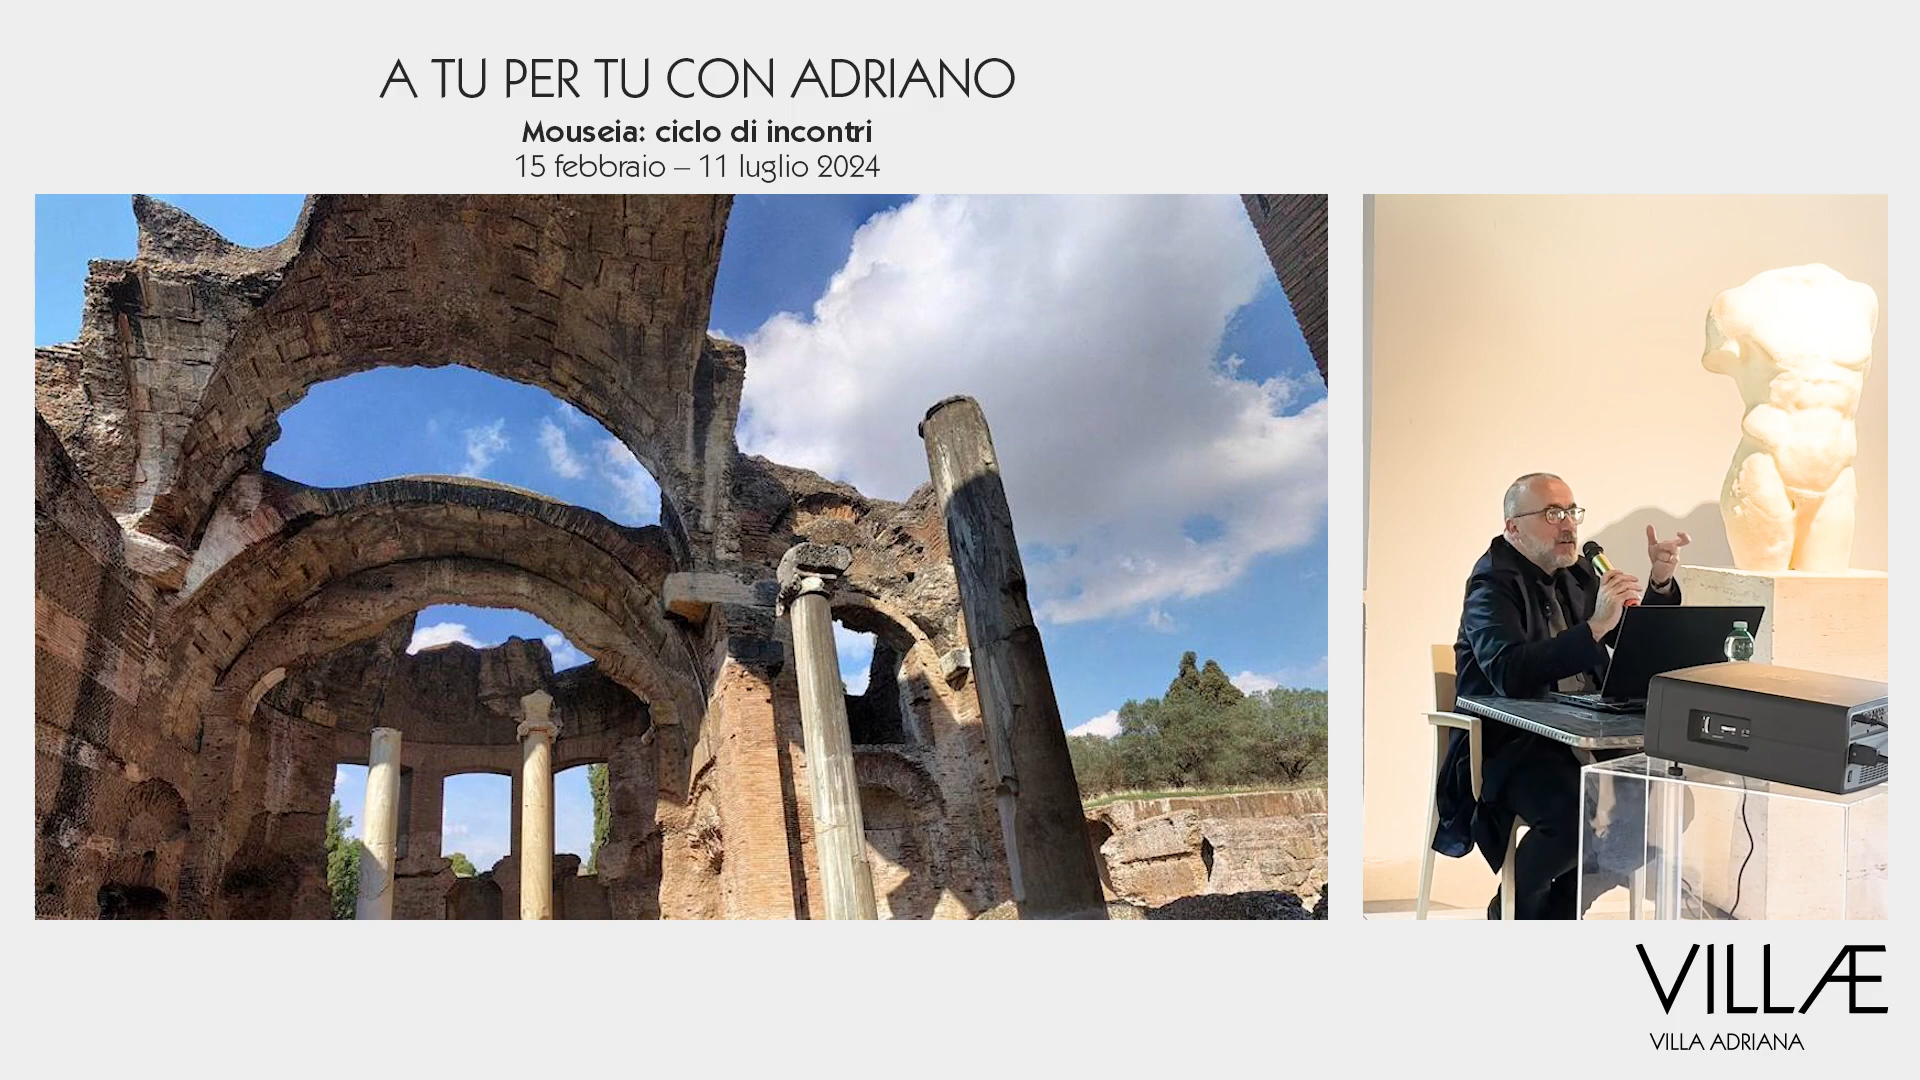 A TU PER TU CON ADRIANO
Mouseia: ciclo di incontri
15 febbraio – 11 luglio 2024
VILLÆ
VILLA ADRIANA